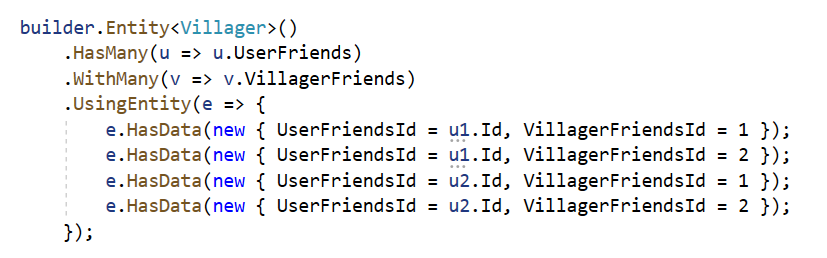 builder.Entity<Villager>()
    .HasMany(u => u.UserFriends)
    .WithMany(v => v.VillagerFriends)
    .UsingEntity(e => {
        e.HasData(new { UserFriendsId = u1.Id, VillagerFriendsId = 1 });
        e.HasData(new { UserFriendsId = u1.Id, VillagerFriendsId = 2 });
        e.HasData(new { UserFriendsId = u2.Id, VillagerFriendsId = 1 });
        e.HasData(new { UserFriendsId = u2.Id, VillagerFriendsId = 2 });
    });